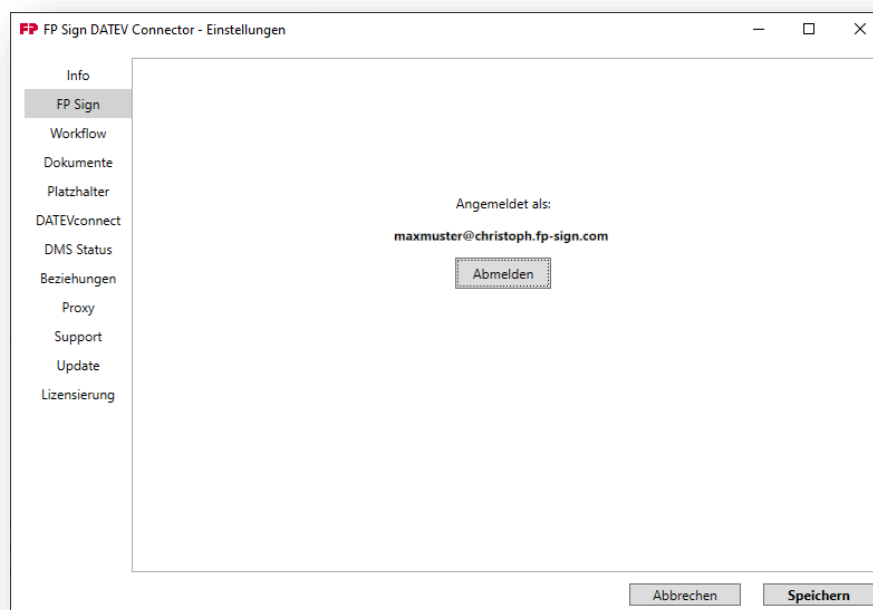 FP FP Sign DATEV Connector - Einstellungen
Info
FP Sign
Workflow
Dokumente
Platzhalter
DATEVconnect
DMS Status
Beziehungen
Proxy
Support
Update
Lizensierung
Angemeldet als:
maxmuster@christoph.fp-sign.com
Abmelden
Abbrechen
Speichern